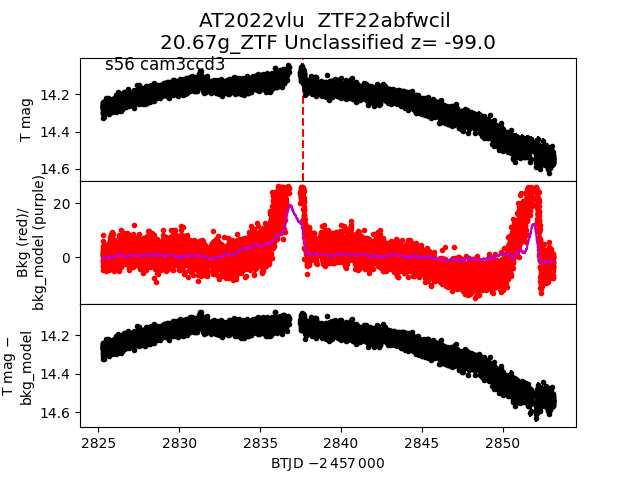 AT2022vlu  ZTF22abfwcil
20.67g_ZTF Unclassified z= -99.0
s56 cam3ccd3
T mag
14.2
14.4
14.6
Bkg (red)/
bkg_model (purple)
20
0
T mag −
bkg_model
14.2
14.4
14.6
2825 2830 2835 2840 2845 2850
BTJD −2 457 000